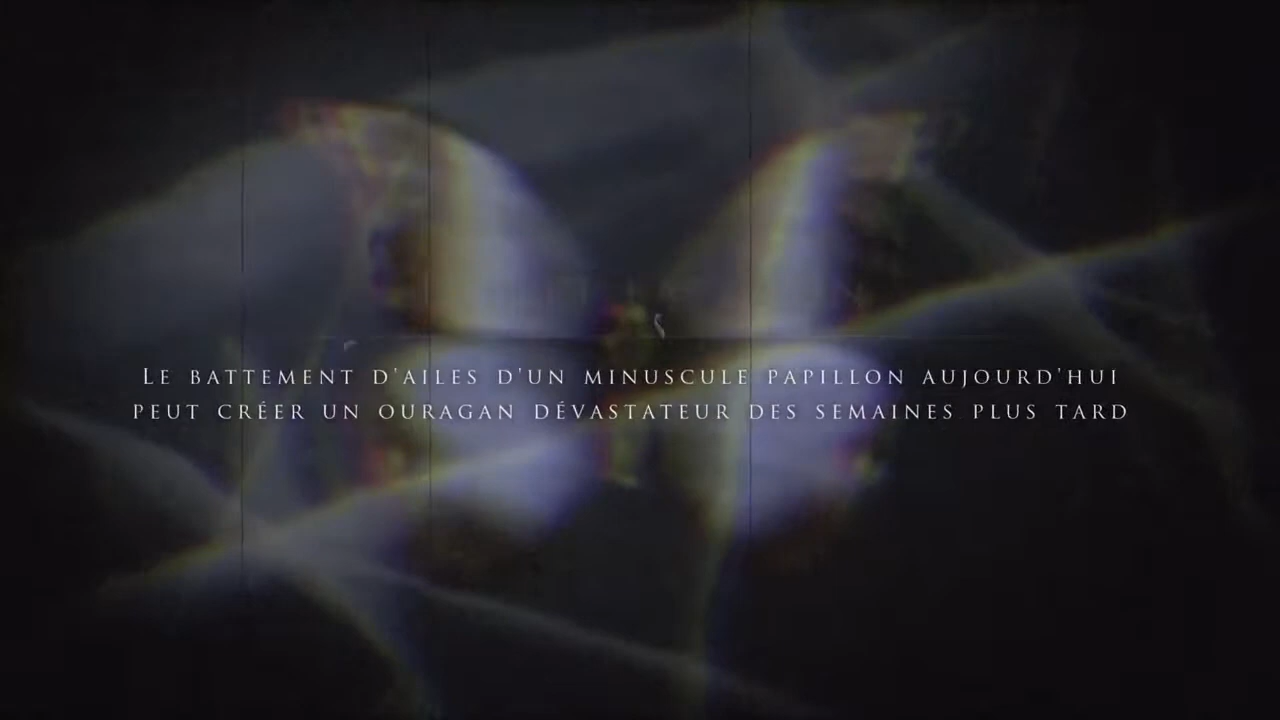 Le battement d'ailes d'un minuscule papillon aujourd'hui
peut créer un ouragan dévastateur des semaines plus tard